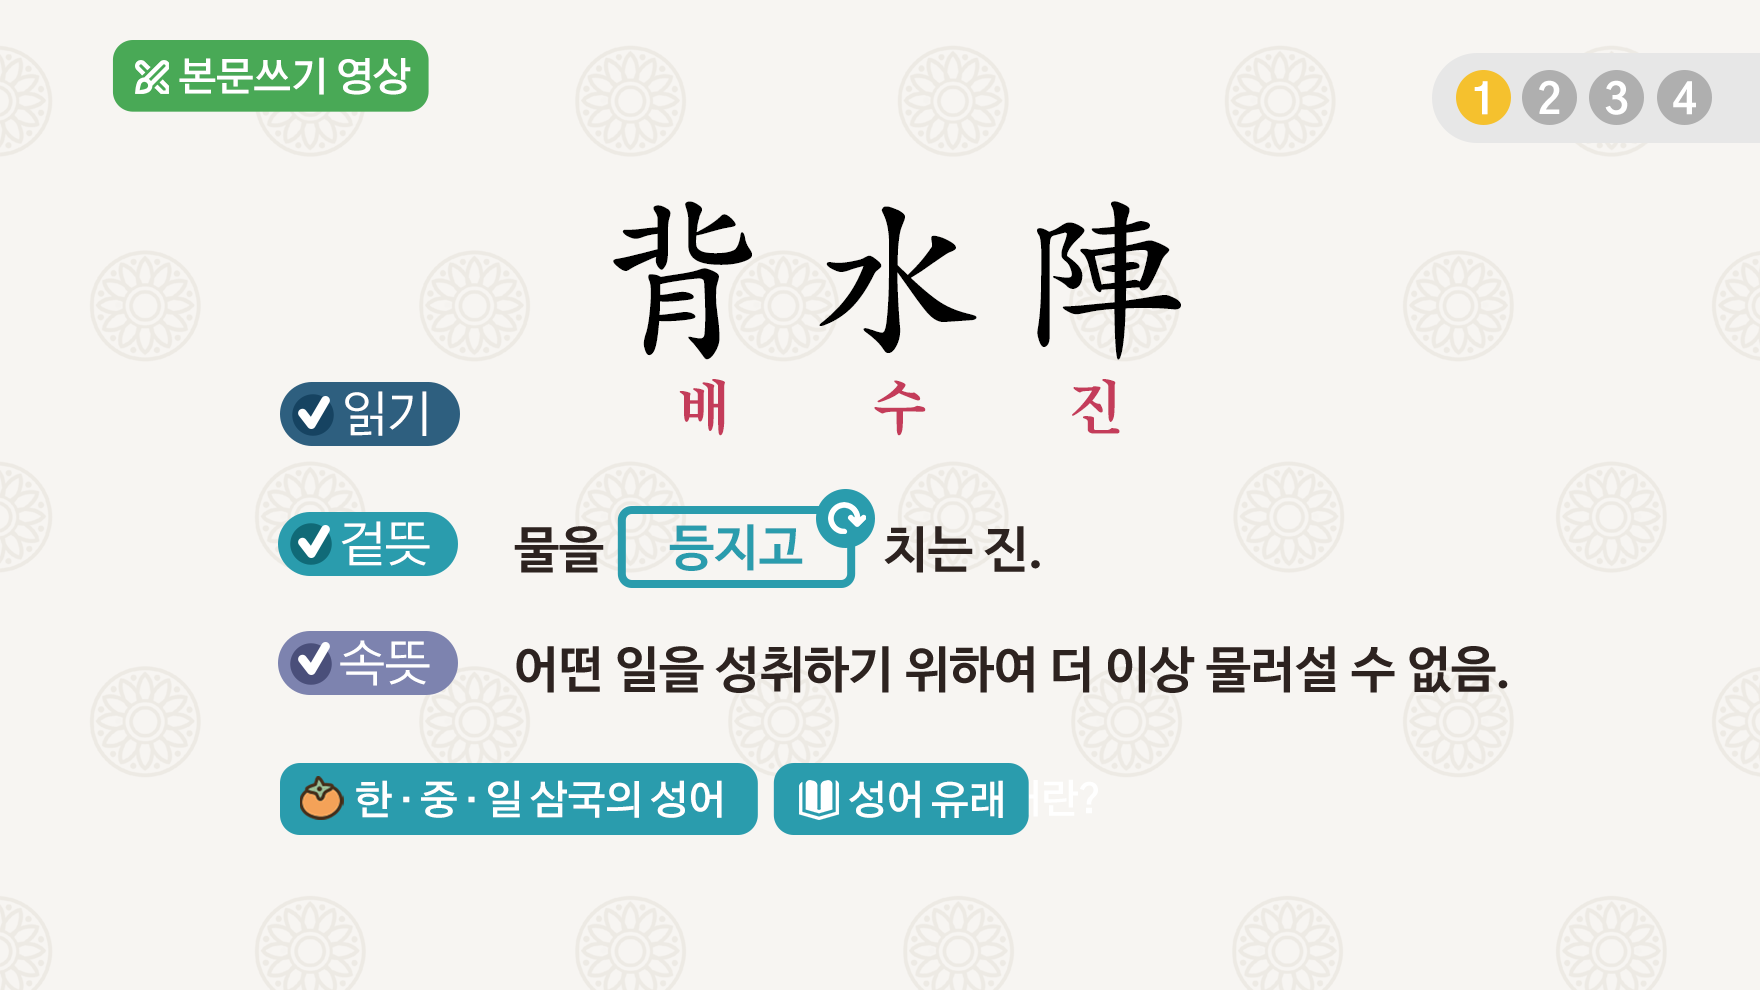 본문쓰기 영상
1 2 3 4
背 水 陣
읽기 배 수 진
겉뜻 물을 등지고 치는 진.
속뜻 어떤 일을 성취하기 위하여 더 이상 물러설 수 없음.
한·중·일 삼국의 성어 성어 유래 란?